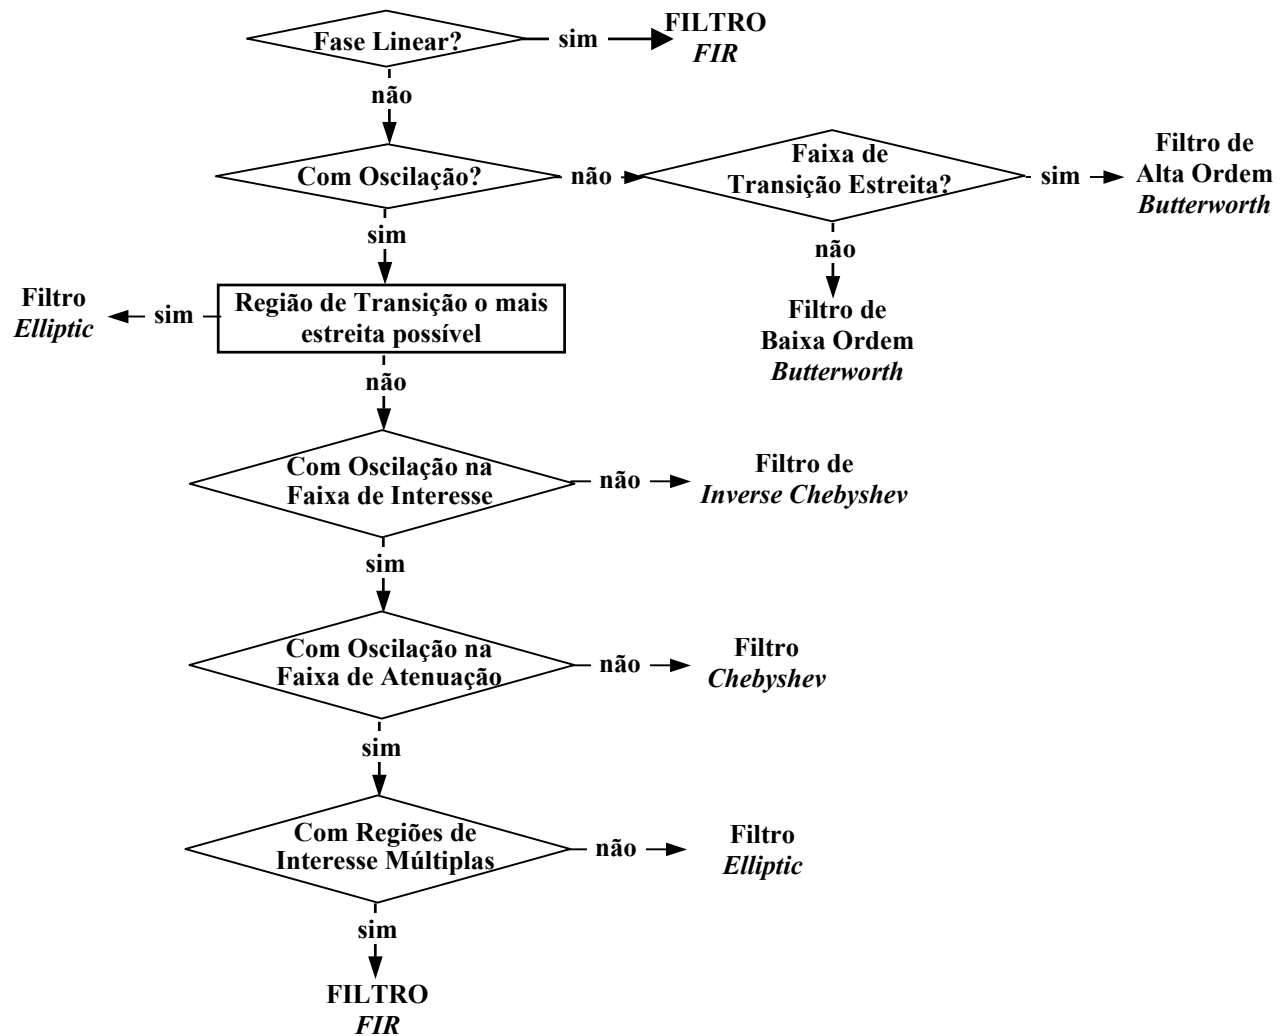 Fase Linear?
sim
FILTRO
FIR
não
Com Oscilação?
não
Faixa de
Transição Estreita?
sim
Filtro de
Alta Ordem
Butterworth
sim
não
Filtro
Elliptic
sim
Região de Transição o mais
estreita possível
Filtro de
Baixa Ordem
Butterworth
não
Com Oscilação na
Faixa de Interesse
não
Filtro de
Inverse Chebyshev
sim
Com Oscilação na
Faixa de Atenuação
não
Filtro
Chebyshev
sim
Com Regiões de
Interesse Múltiplas
não
Filtro
Elliptic
sim
FILTRO
FIR